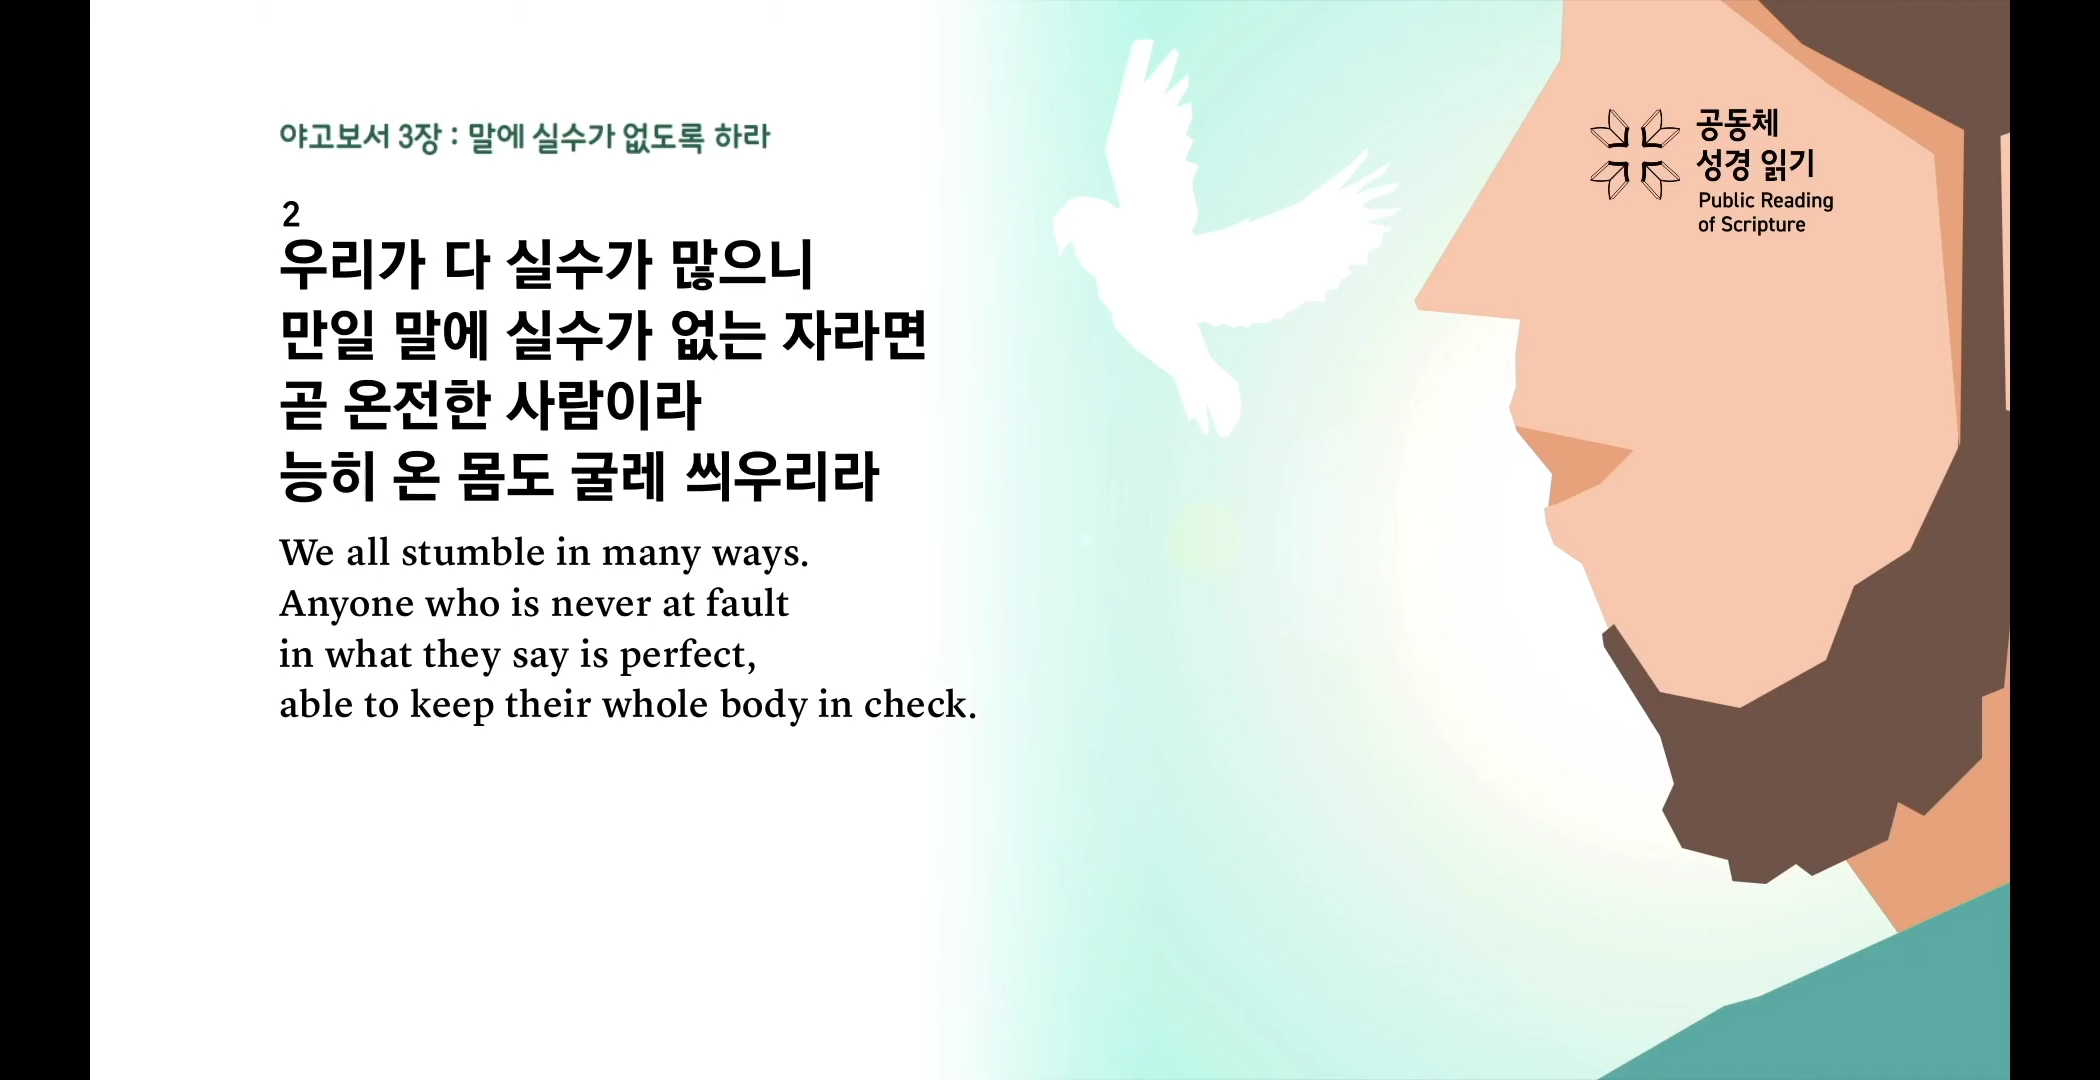 야고보서 3장 : 말에 실수가 없도록 하라
2
우리가 다 실수가 많으니
만일 말에 실수가 없는 자라면
곧 온전한 사람이라
능히 온 몸도 굴레 씌우리라
We all stumble in many ways.
Anyone who is never at fault
in what they say is perfect,
able to keep their whole body in check.
공동체
성경 읽기
Public Reading
of Scripture